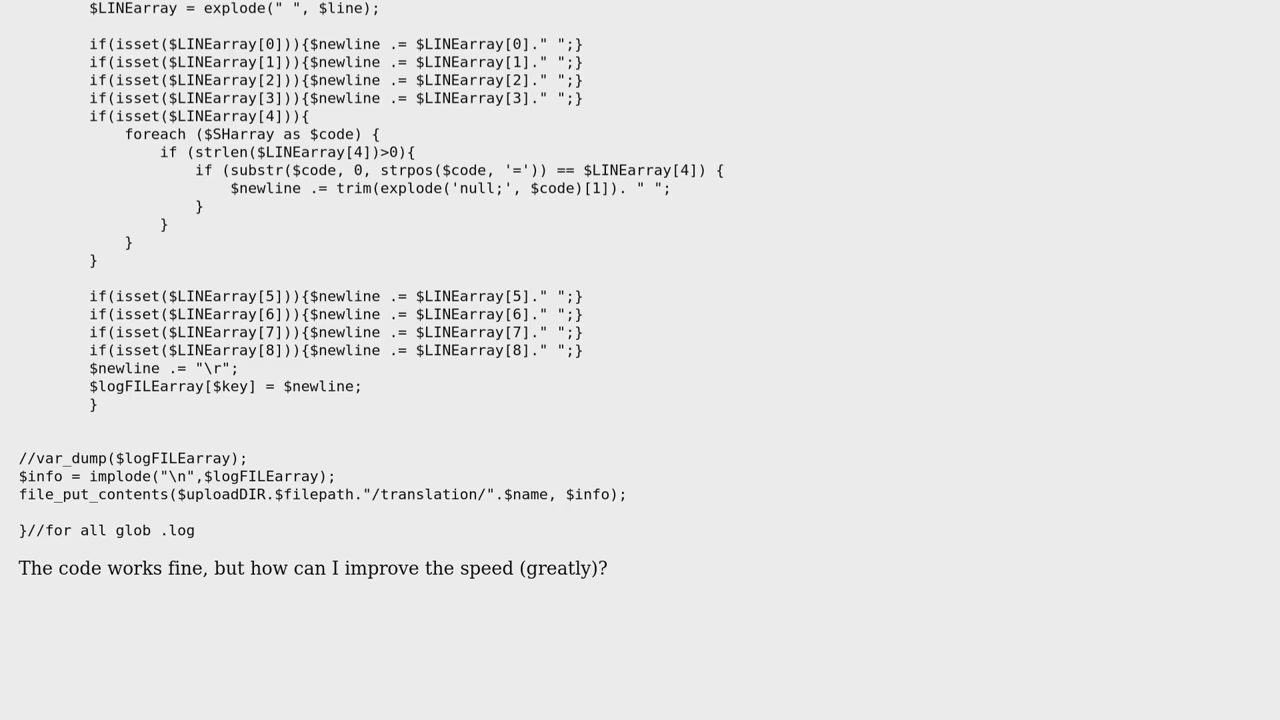 $LINEarray = explode(" ", $line);
if(isset($LINEarray[0])){$newline .= $LINEarray[0]." ";}
if(isset($LINEarray[1])){$newline .= $LINEarray[1]." ";}
if(isset($LINEarray[2])){$newline .= $LINEarray[2]." ";}
if(isset($LINEarray[3])){$newline .= $LINEarray[3]." ";}
if(isset($LINEarray[4])){
foreach ($SHarray as $code) {
if (strlen($LINEarray[4])>0){
if (substr($code, 0, strpos($code, '=')) == $LINEarray[4]) {
$newline .= trim(explode('null;', $code)[1]). " ";
}
}
}
}
if(isset($LINEarray[5])){$newline .= $LINEarray[5]." ";}
if(isset($LINEarray[6])){$newline .= $LINEarray[6]." ";}
if(isset($LINEarray[7])){$newline .= $LINEarray[7]." ";}
if(isset($LINEarray[8])){$newline .= $LINEarray[8]." ";}
$newline .= "\r";
$logFILEarray[$key] = $newline;
}
//var_dump($logFILEarray);
$info = implode("\n",$logFILEarray);
file_put_contents($uploadDIR.$filepath."/translation/".$name, $info);
}//for all glob .log
The code works fine, but how can I improve the speed (greatly)?